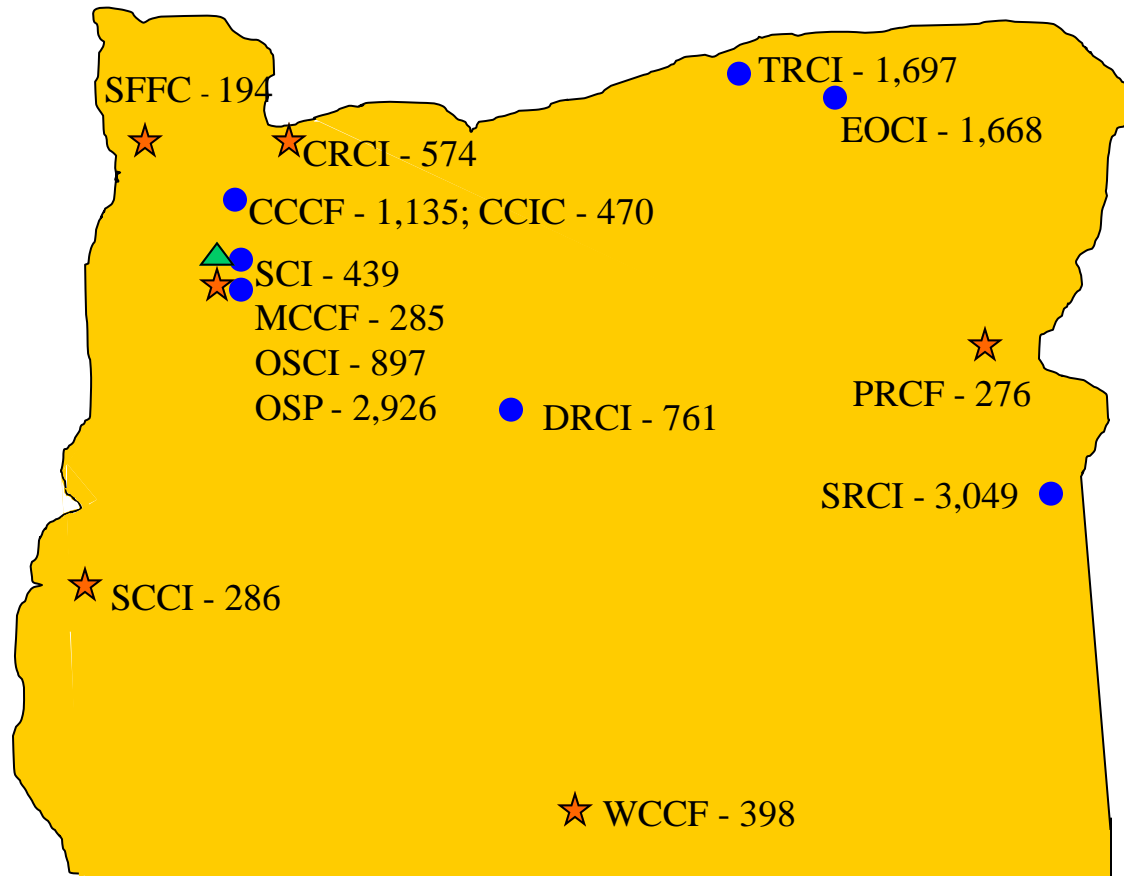 TRCI - 1,697
SFFC - 194
EOCI - 1,668
CRCI - 574
CCCF - 1,135; CCIC - 470
SCI - 439
MCCF - 285
OSCI - 897
PRCF - 276
OSP - 2,926
DRCI - 761
SRCI - 3,049
SCCI - 286
WCCF - 398